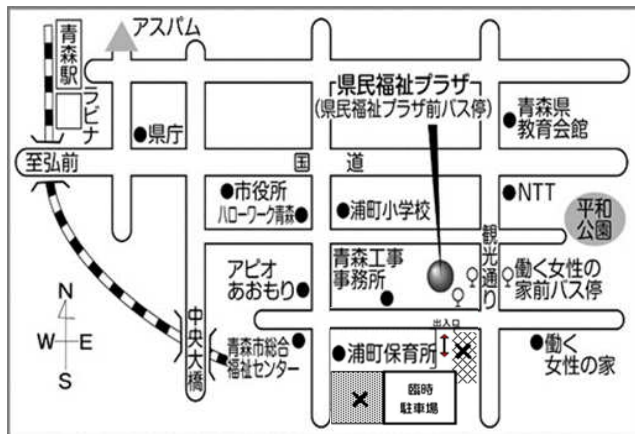 アスパム
青森駅
ラビナ
県庁
県民福祉プラザ
(県民福祉プラザ前バス停)
青森県
教育会館
至弘前
国道
市役所
ハローワーク青森
浦町小学校
NTT
平和
公園
観光通り
青森工事
事務所
アピオ
あおもり
働く女性の
家前バス停
N
W E
S
中央大橋
青森市総合
福祉センター
出入口
浦町保育所
働く
女性の家
臨時
駐車場